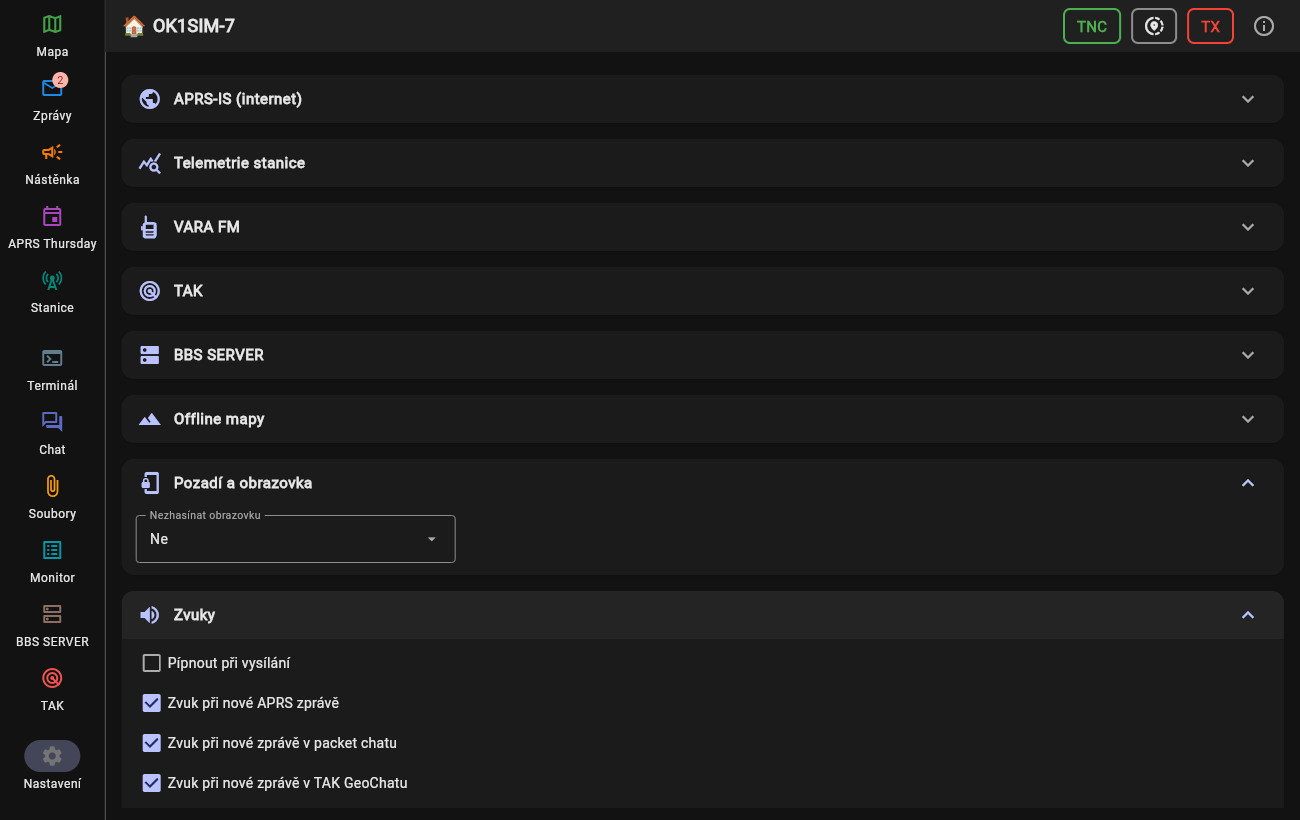 Mapa
2
Zprávy
Nástěnka
APRS Thursday
Stanice
Terminál
Chat
Soubory
Monitor
BBS SERVER
TAK
Nastavení
OK1SIM-7
TNC
TX
APRS-IS (internet)
Telemetrie stanice
VARA FM
TAK
BBS SERVER
Offline mapy
Pozadí a obrazovka
Nezhasínat obrazovku
Ne
Zvuky
Pípnout při vysílání
Zvuk při nové APRS zprávě
Zvuk při nové zprávě v packet chatu
Zvuk při nové zprávě v TAK GeoChatu